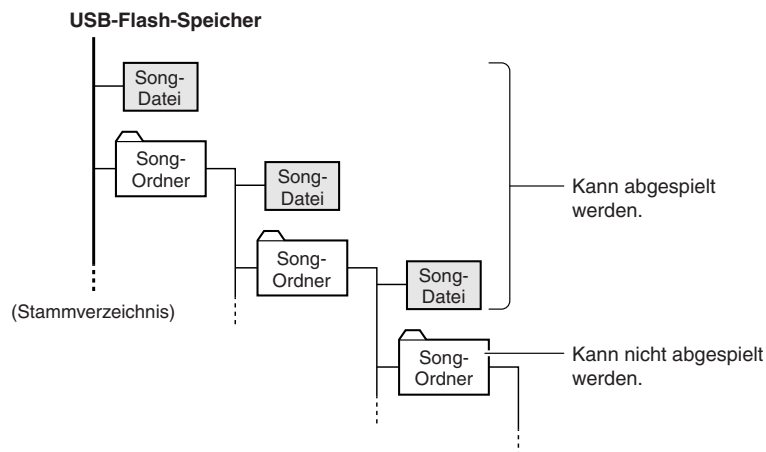 USB-Flash-Speicher
Song-
Datei
Song-
Ordner
Song-
Datei
Kann abgespielt
werden.
Song-
Ordner
Song-
Datei
(Stammverzeichnis)
Song-
Ordner
Kann nicht abgespielt
werden.